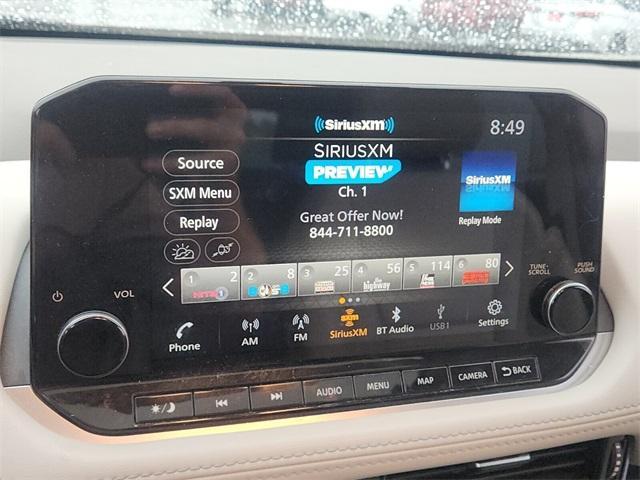 SiriusXM
8:49
Source
SIRIUSXM
PREVIEW
Ch. 1
SiriusXM
SXM Menu
Replay
Great Offer Now!
844-711-8800
Replay Mode
1 2
2 8
3 25
4 56
highway
5 114
6 80
VOL
TUNE-SCROLL
PUSH SOUND
Phone
AM
FM
SXM
SiriusXM
BT Audio
USB1
Settings
AUDIO
MENU
MAP
CAMERA
BACK